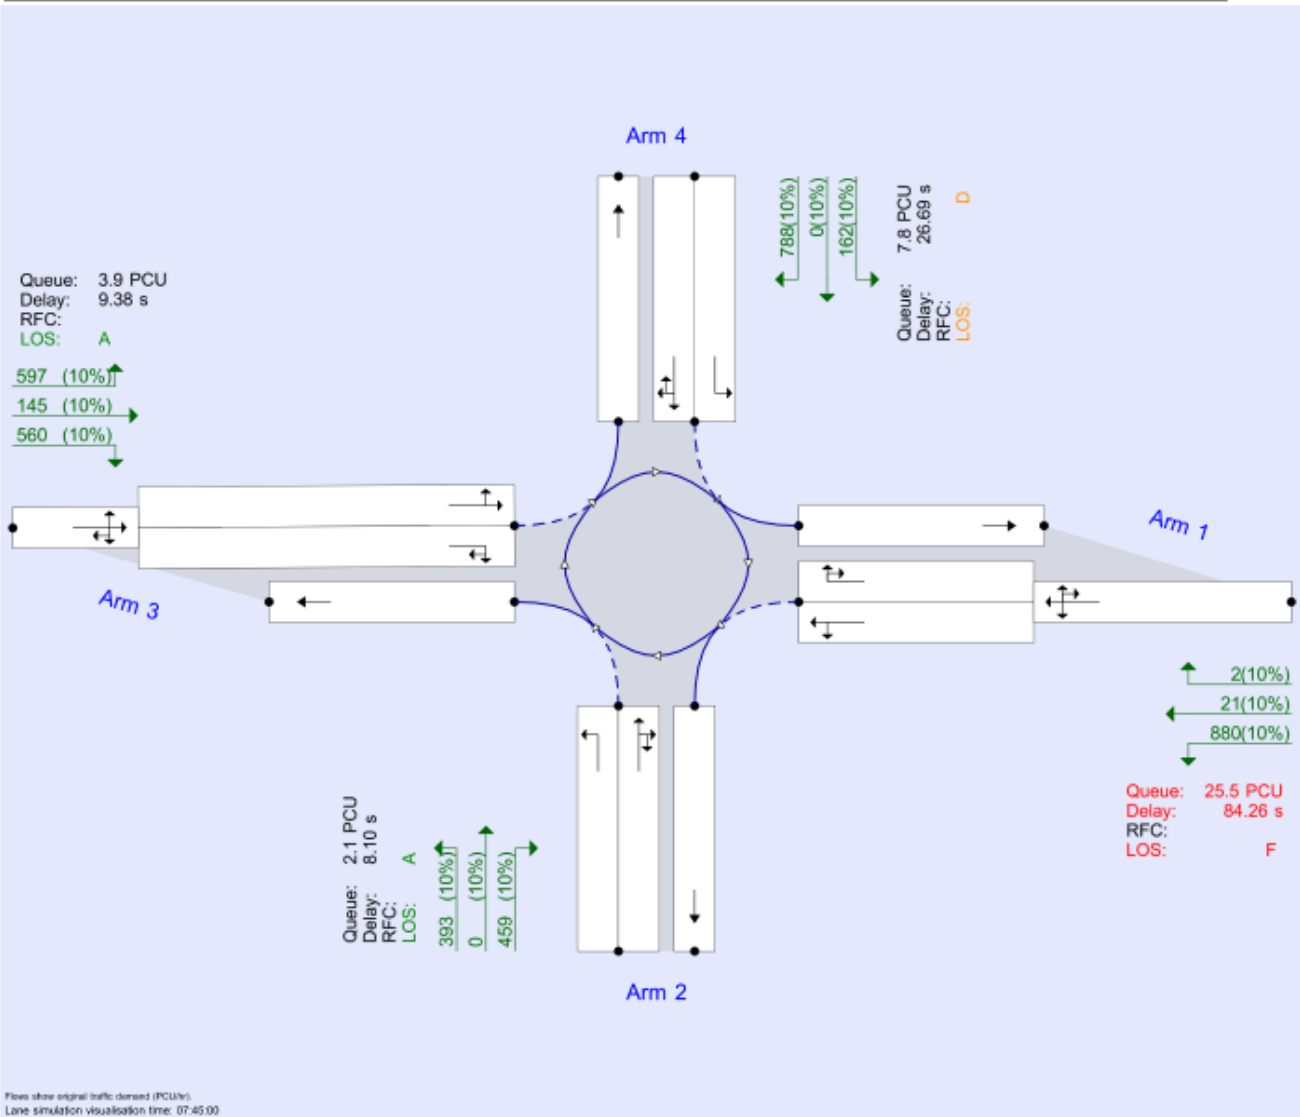 Arm 4
788(10%)
0(10%)
162(10%)
Queue: 7.8 PCU
Delay: 26.69 s
RFC:
LOS: D
Queue: 3.9 PCU
Delay: 9.38 s
RFC:
LOS: A
597 (10%)
145 (10%)
560 (10%)
Arm 1
Arm 3
2(10%)
21(10%)
880(10%)
Queue: 25.5 PCU
Delay: 84.26 s
RFC:
LOS: F
Queue: 2.1 PCU
Delay: 8.10 s
RFC:
LOS: A
393 (10%)
0 (10%)
459 (10%)
Arm 2
Flows show original traffic demand (PCU/hr).
Lane simulation visualisation time: 07:45:00